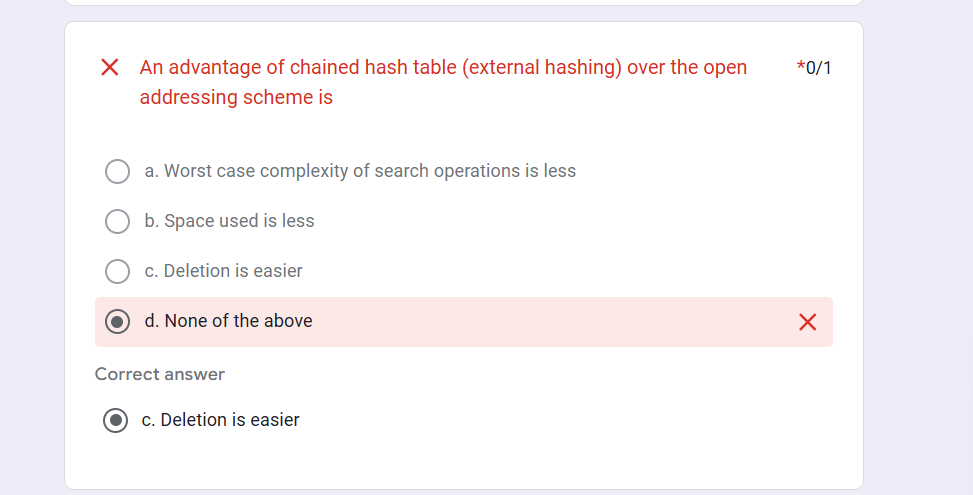 An advantage of chained hash table (external hashing) over the open *0/1
addressing scheme is
a. Worst case complexity of search operations is less
b. Space used is less
c. Deletion is easier
d. None of the above
Correct answer
c. Deletion is easier